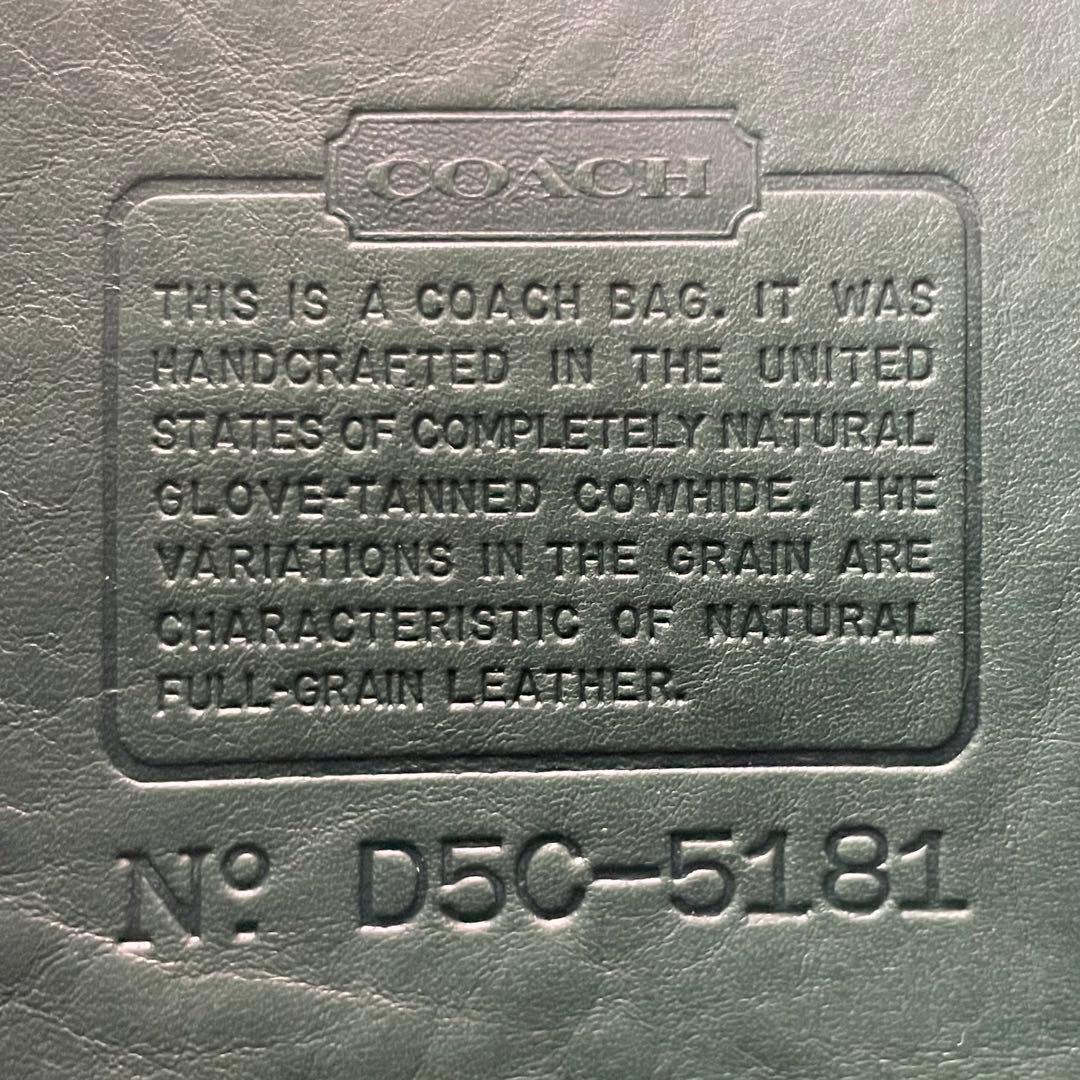 COACH
THIS IS A COACH BAG. IT WAS
HANDCRAFTED IN THE UNITED
STATES OF COMPLETELY NATURAL
GLOVE-TANNED COWHIDE. THE
VARIATIONS IN THE GRAIN ARE
CHARACTERISTIC OF NATURAL
FULL-GRAIN LEATHER.
Nº D5C-5181